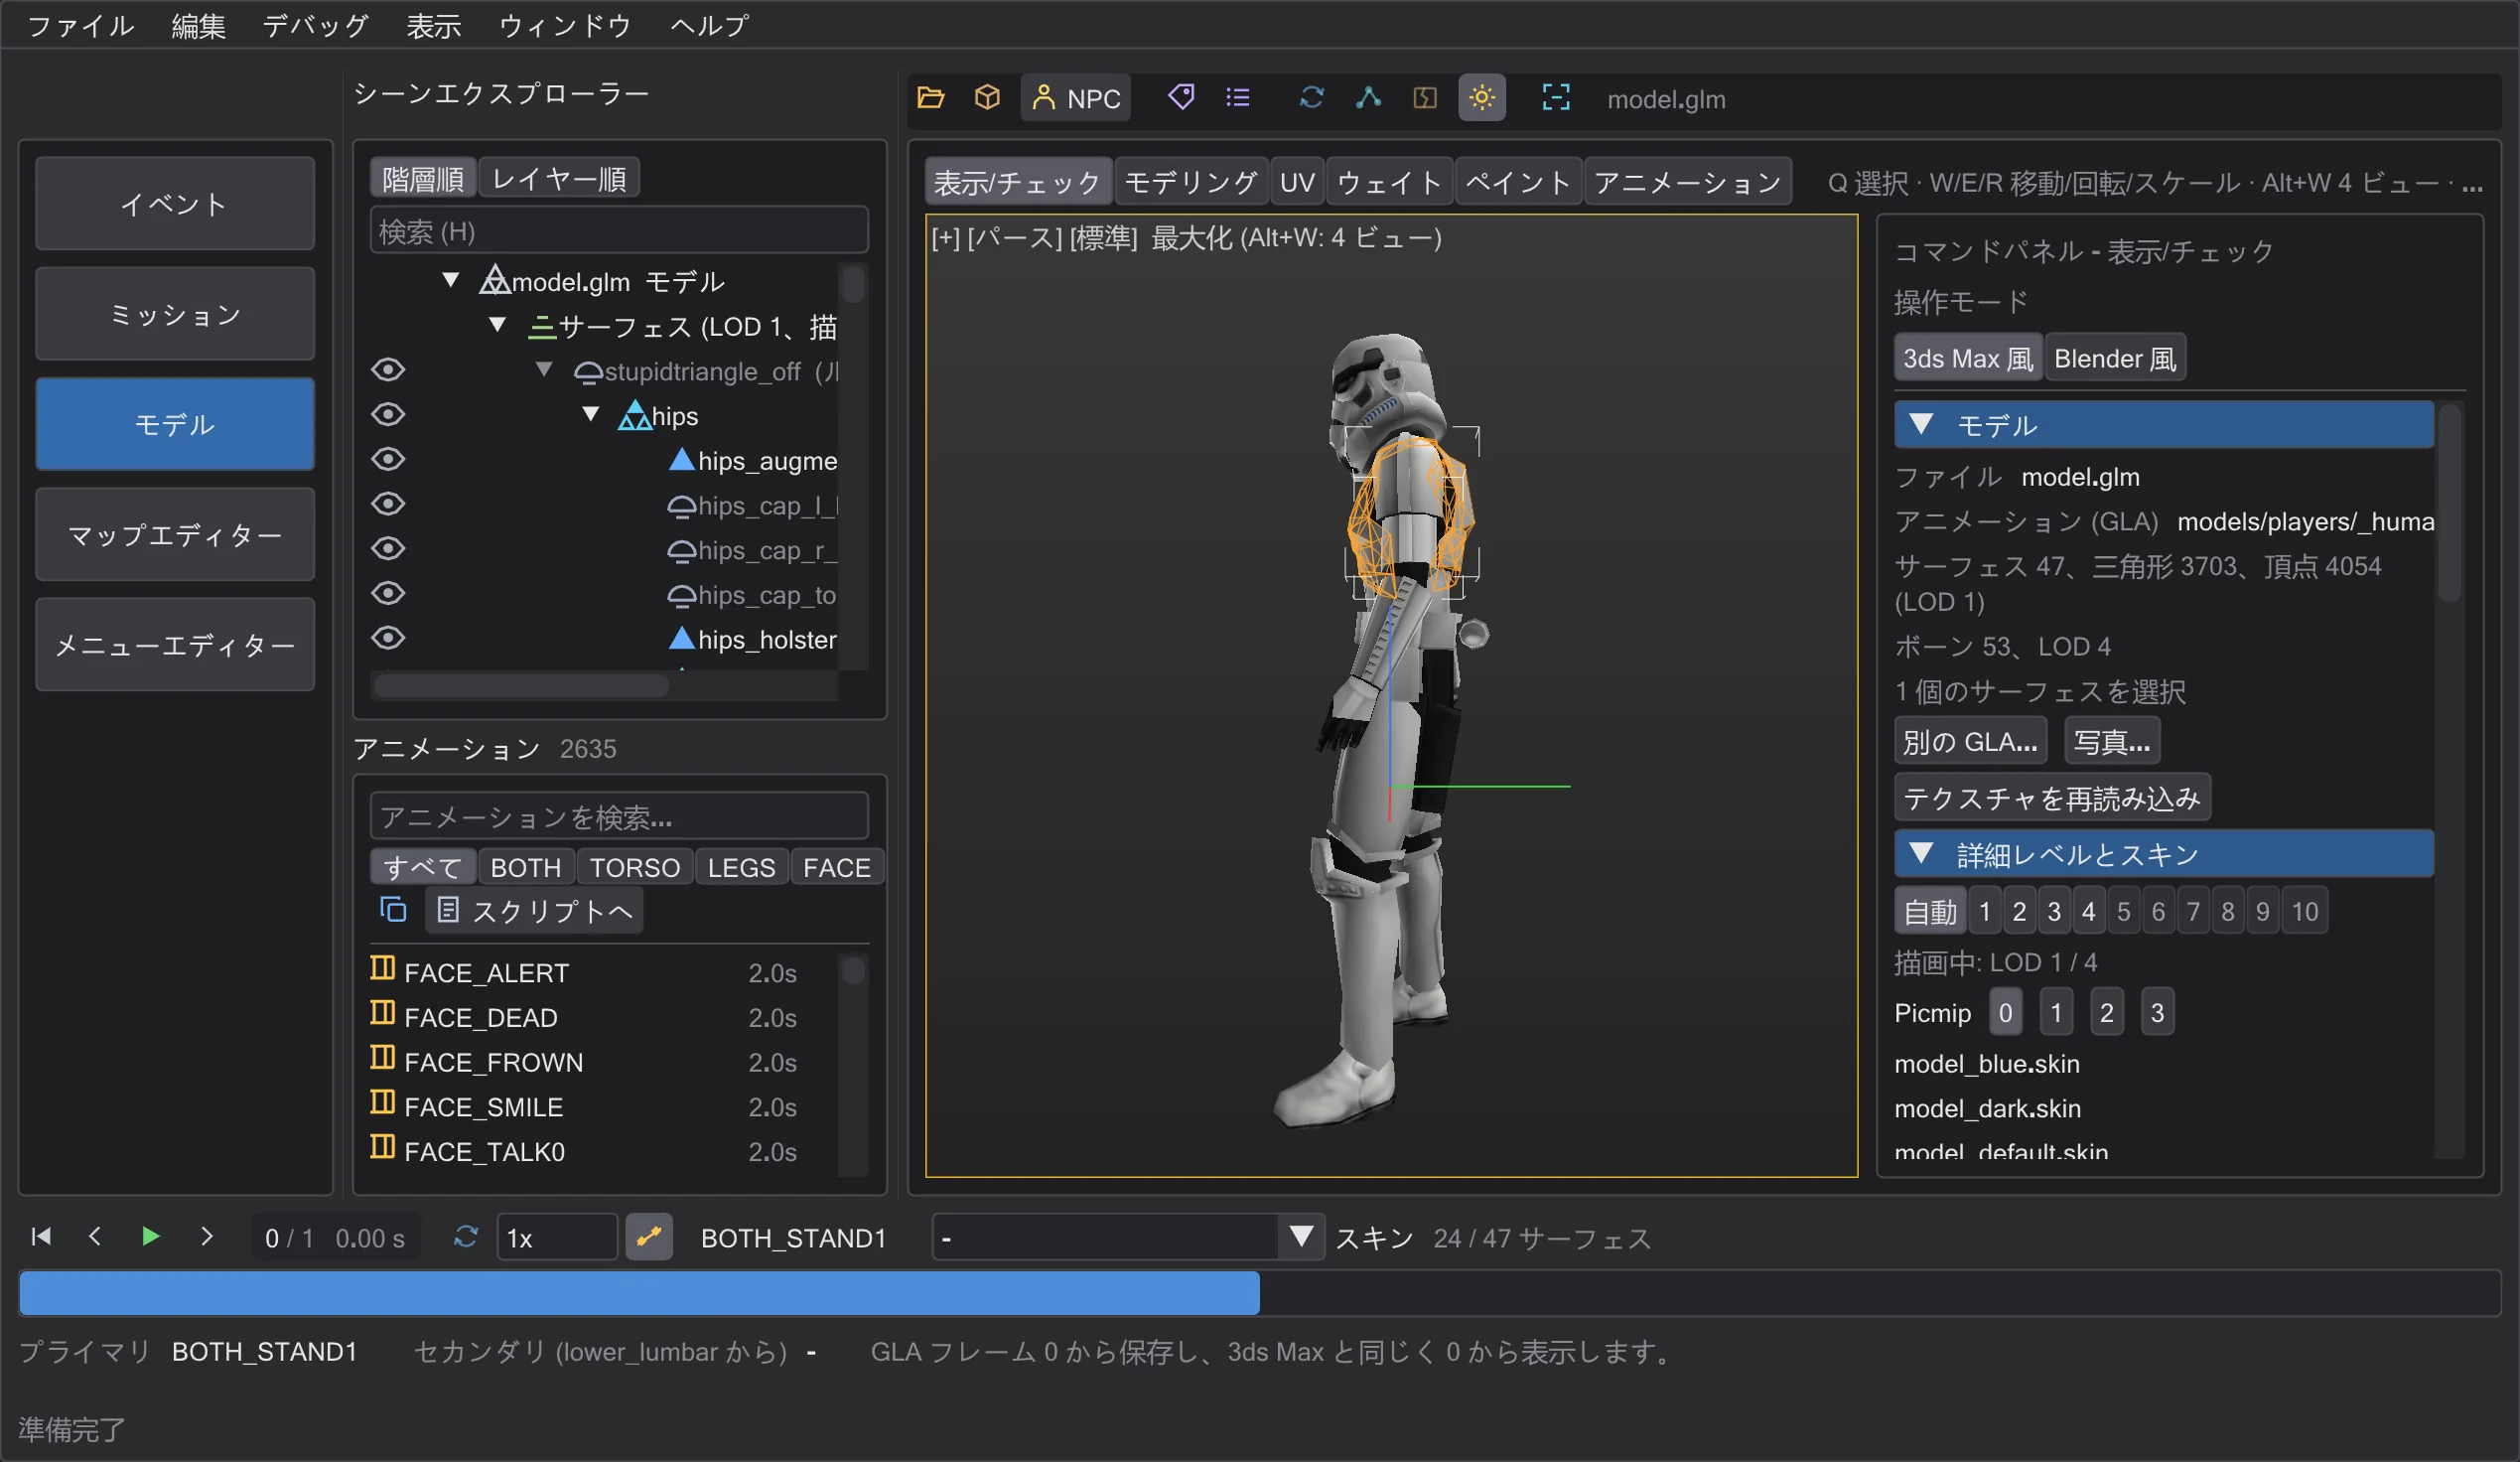 ファイル 編集 デバッグ 表示 ウィンドウ ヘルプ
イベント
ミッション
モデル
マップエディター
メニューエディター
シーンエクスプローラー
階層順 レイヤー順
検索 (H)
model.glm モデル
サーフェス (LOD 1、描
stupidtriangle_off
hips
hips_augme
hips_cap_l_
hips_cap_r_
hips_cap_to
hips_holster
アニメーション 2635
アニメーションを検索...
すべて BOTH TORSO LEGS FACE
スクリプトへ
FACE_ALERT 2.0s
FACE_DEAD 2.0s
FACE_FROWN 2.0s
FACE_SMILE 2.0s
FACE_TALK0 2.0s
NPC model.glm
表示/チェック モデリング UV ウェイト ペイント アニメーション Q 選択 · W/E/R 移動/回転/スケール · Alt+W 4 ビュー · ...
[+] [パース] [標準] 最大化 (Alt+W: 4 ビュー)
コマンドパネル - 表示/チェック
操作モード
3ds Max 風 Blender 風
モデル
ファイル model.glm
アニメーション (GLA) models/players/_huma
サーフェス 47、三角形 3703、頂点 4054
(LOD 1)
ボーン 53、LOD 4
1 個のサーフェスを選択
別の GLA... 写真...
テクスチャを再読み込み
詳細レベルとスキン
自動 1 2 3 4 5 6 7 8 9 10
描画中: LOD 1 / 4
Picmip 0 1 2 3
model_blue.skin
model_dark.skin
model_default.skin
0 / 1 0.00 s 1x BOTH_STAND1 - スキン 24 / 47 サーフェス
プライマリ BOTH_STAND1 セカンダリ (lower_lumbar から) - GLA フレーム 0 から保存し、3ds Max と同じく 0 から表示します。
準備完了